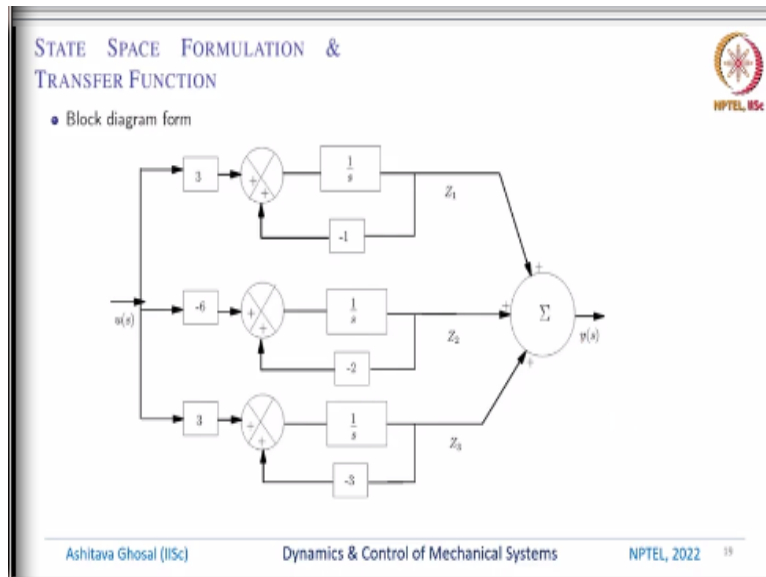 STATE SPACE FORMULATION &
TRANSFER FUNCTION
NPTEL, IISc
• Block diagram form
3
+
+
1
s
Z1
-1
+
u(s)
-6
+
+
1
s
Z2
-2
+
Σ
y(s)
3
+
+
1
s
Z3
-3
+
Ashitava Ghosal (IISc)
Dynamics & Control of Mechanical Systems
NPTEL, 2022
19